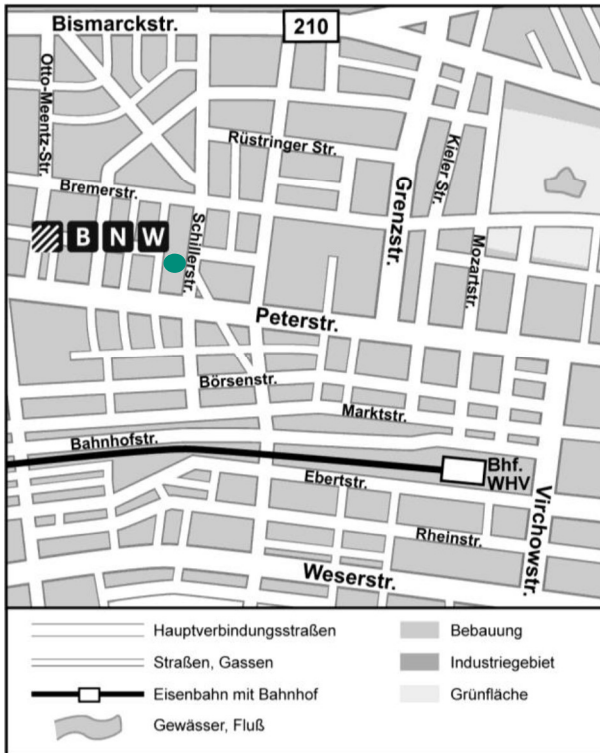 Bismarckstr.
210
Otto-Meentz-Str.
Rüstringer Str.
Kieler Str.
Bremerstr.
Grenzstr.
Schillerstr.
B N W
Mozartstr.
Peterstr.
Börsenstr.
Marktstr.
Bahnhofstr.
Bhf.
WHV
Ebertstr.
Virchowstr.
Rheinstr.
Weserstr.
Hauptverbindungsstraßen
Bebauung
Straßen, Gassen
Industriegebiet
Eisenbahn mit Bahnhof
Grünfläche
Gewässer, Fluß